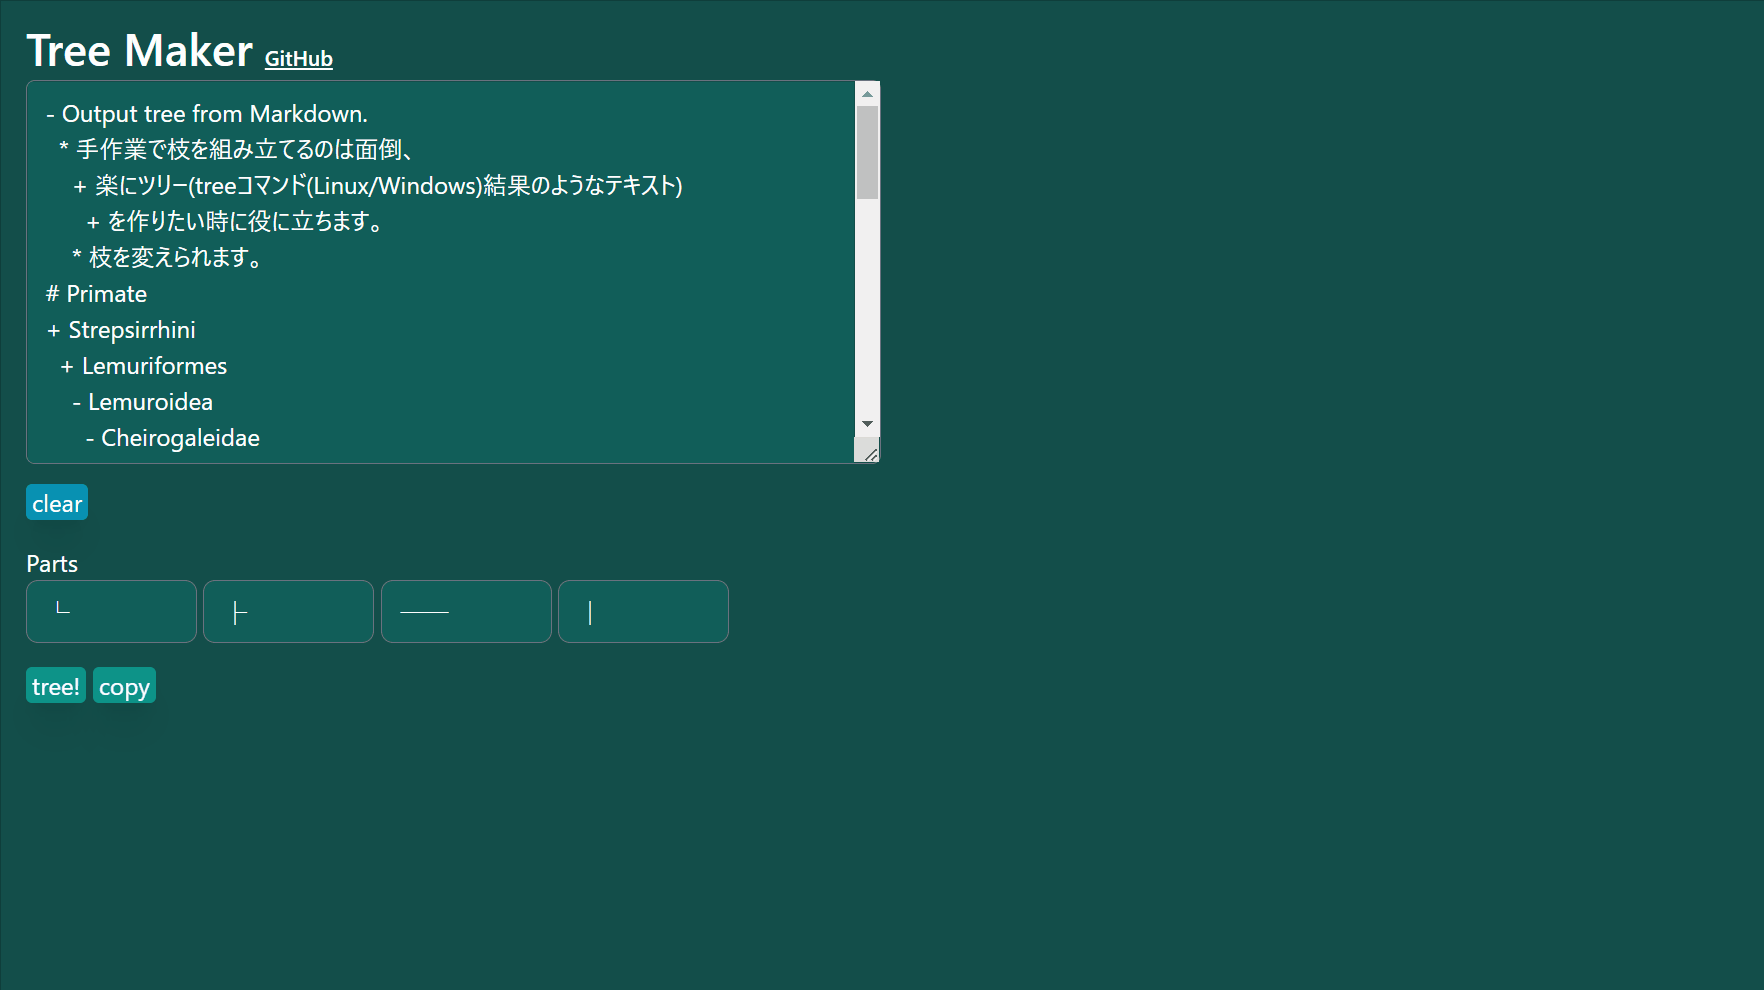 Tree Maker GitHub
- Output tree from Markdown.
* 手作業で枝を組み立てるのは面倒、
+ 楽にツリー(treeコマンド(Linux/Windows)結果のようなテキスト)
+ を作りたい時に役に立ちます。
* 枝を変えられます。
# Primate
+ Strepsirrhini
+ Lemuriformes
- Lemuroidea
- Cheirogaleidae
clear
Parts
└ ├ ── │
tree! copy